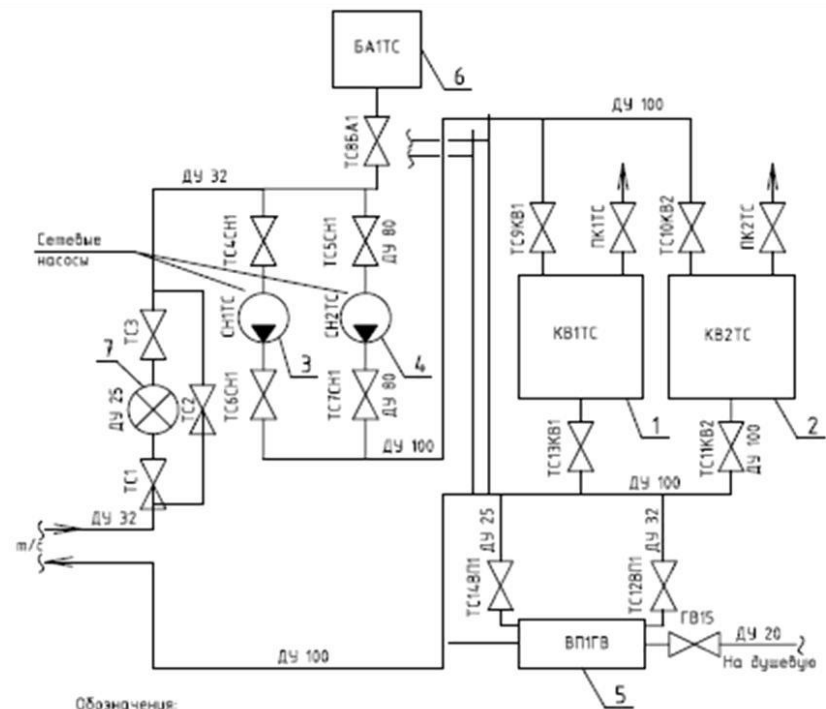 БА1ТС
6
ТС8БА1
ДУ 100
ДУ 32
Сетевые
насосы
ТС4СН1
ТС5СН1
ДУ 80
ТС9КВ1
ПК1ТС
ТС10КВ2
ПК2ТС
СН1ТС
СН2ТС
КВ1ТС
КВ2ТС
ТС3
7
3
4
ДУ 25
ТС2
ТС6СН1
ТС7СН1
ДУ 80
1
2
ТС1
ДУ 100
ТС13КВ1
ТС11КВ2
ДУ 100
ДУ 100
ДУ 32
т/с
ДУ 25
ДУ 32
ТС14ВП1
ТС12ВП1
ГВ15
ВП1ГВ
ДУ 20
На душевую
ДУ 100
5
Обозначения: